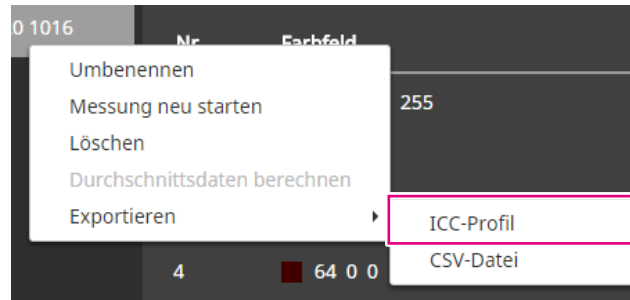 0 1016
Nr. Farbfeld
Umbenennen
Messung neu starten
255
Löschen
Durchschnittsdaten berechnen
Exportieren
ICC-Profil
CSV-Datei
4 64 0 0